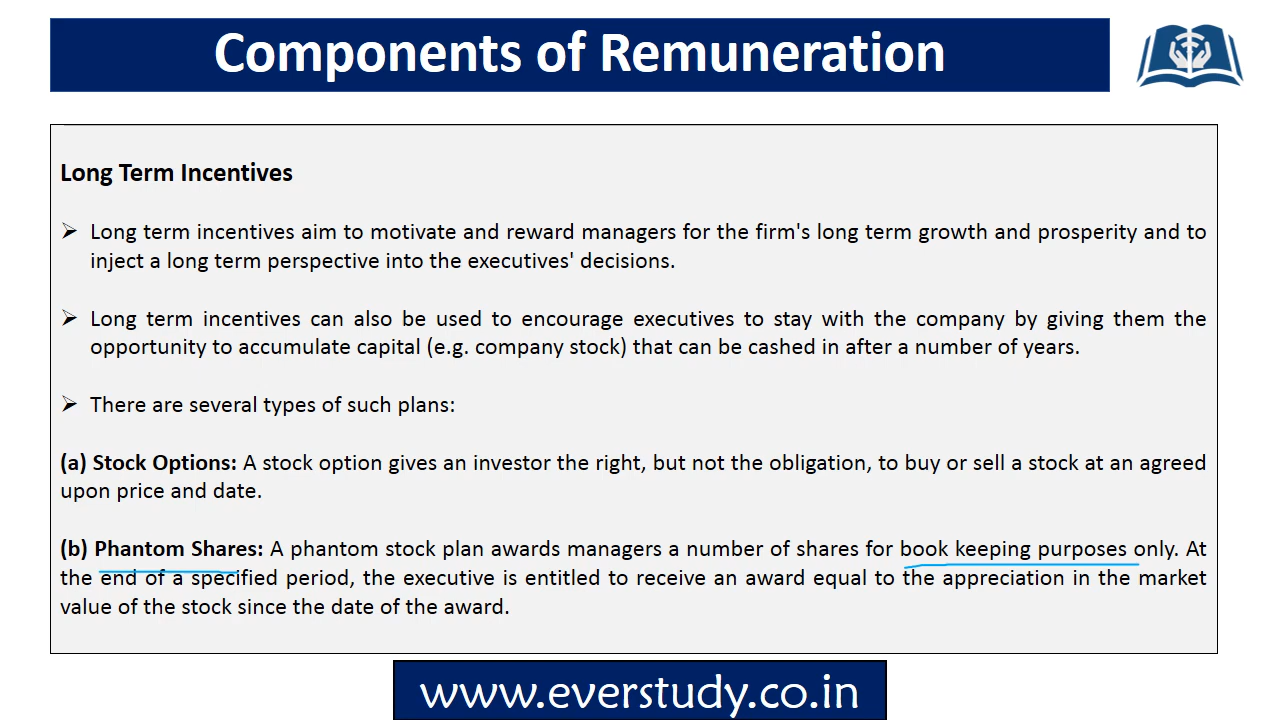 Components of Remuneration
Long Term Incentives
➢ Long term incentives aim to motivate and reward managers for the firm's long term growth and prosperity and to
inject a long term perspective into the executives' decisions.
➢ Long term incentives can also be used to encourage executives to stay with the company by giving them the
opportunity to accumulate capital (e.g. company stock) that can be cashed in after a number of years.
➢ There are several types of such plans:
(a) Stock Options: A stock option gives an investor the right, but not the obligation, to buy or sell a stock at an agreed
upon price and date.
(b) Phantom Shares: A phantom stock plan awards managers a number of shares for book keeping purposes only. At
the end of a specified period, the executive is entitled to receive an award equal to the appreciation in the market
value of the stock since the date of the award.
www.everstudy.co.in